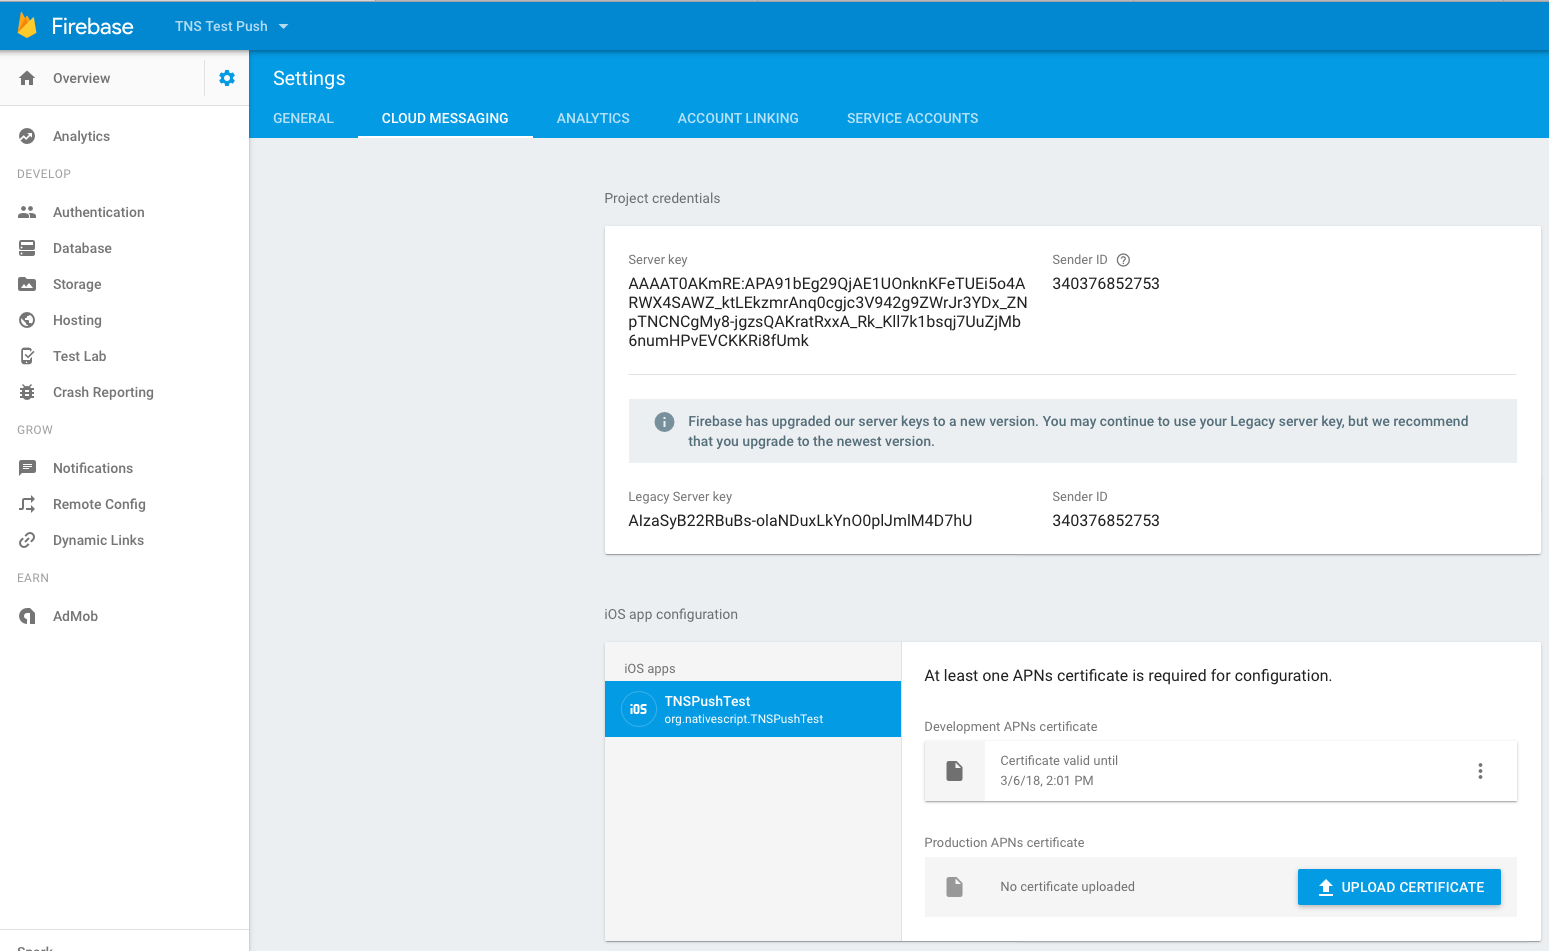 Firebase
TNS Test Push
Overview
Analytics
DEVELOP
Authentication
Database
Storage
Hosting
Test Lab
Crash Reporting
GROW
Notifications
Remote Config
Dynamic Links
EARN
AdMob
Settings
GENERAL CLOUD MESSAGING ANALYTICS ACCOUNT LINKING SERVICE ACCOUNTS
Project credentials
Server key
AAAAT0AKmRE:APA91bEg29QjAE1UOnknKFeTUEi5o4A
RWX4SAWZ_ktLEkzmrAnq0cgjc3V942g9ZWrJr3YDx_ZN
pTNCNCgMy8-jgzsQAKratRxxA_Rk_Kll7k1bsqj7UuZjMb
6numHPvEVCKKRi8fUmk
Sender ID
340376852753
Firebase has upgraded our server keys to a new version. You may continue to use your Legacy server key, but we recommend
that you upgrade to the newest version.
Legacy Server key
AIzaSyB22RBuBs-olaNDuxLkYnO0plJmlM4D7hU
Sender ID
340376852753
iOS app configuration
iOS apps
iOS
TNSPushTest
org.nativescript.TNSPushTest
At least one APNs certificate is required for configuration.
Development APNs certificate
Certificate valid until
3/6/18, 2:01 PM
Production APNs certificate
No certificate uploaded
UPLOAD CERTIFICATE